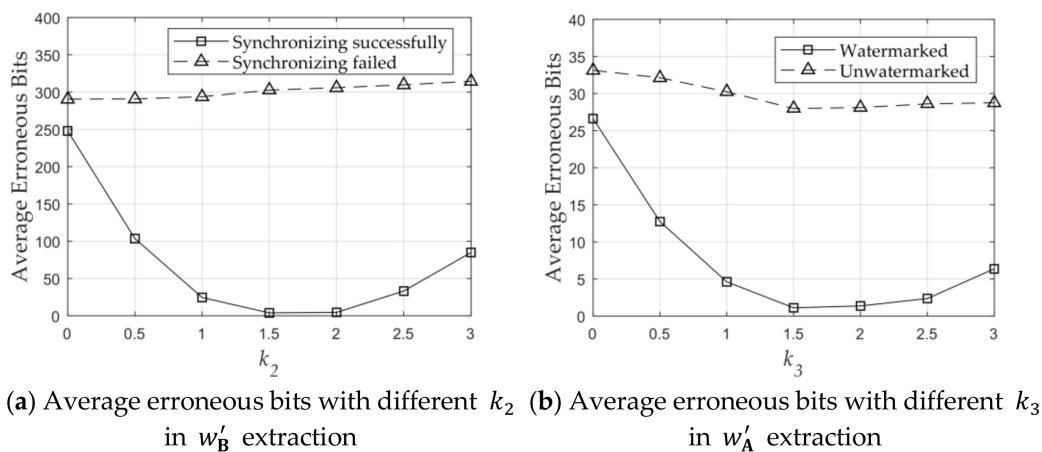 Average Erroneous Bits
400
350
300
250
200
150
100
50
0
Synchronizing successfully
Synchronizing failed
0 0.5 1 1.5 2 2.5 3
k2
Average Erroneous Bits
40
35
30
25
20
15
10
5
0
Watermarked
Unwatermarked
0 0.5 1 1.5 2 2.5 3
k3
(a) Average erroneous bits with different k2
in w′B extraction
(b) Average erroneous bits with different k3
in w′A extraction